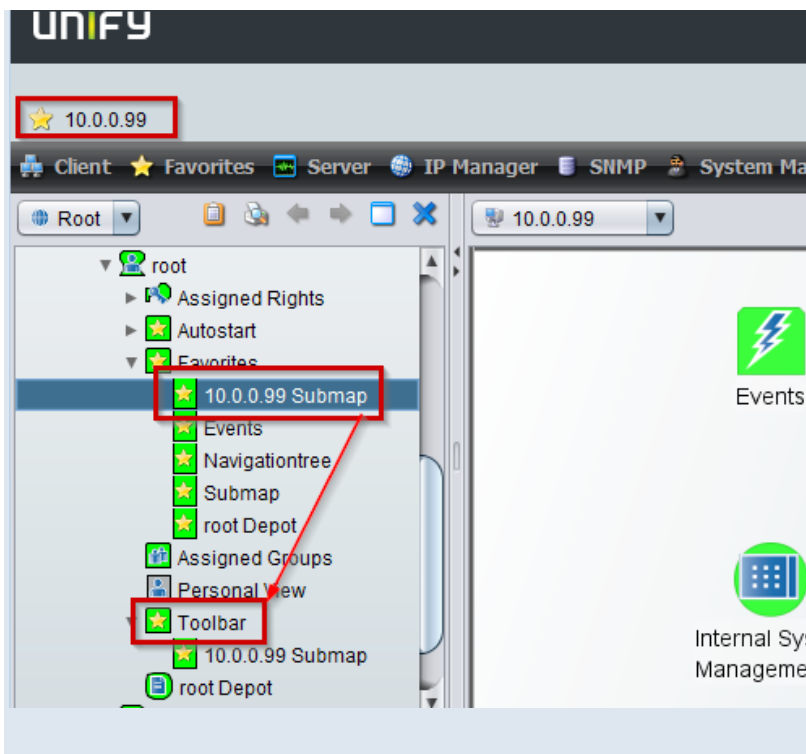 UNIFY
10.0.0.99
Client Favorites Server IP Manager SNMP System Ma
Root
10.0.0.99
root
Assigned Rights
Autostart
Favorites
10.0.0.99 Submap
Events
Navigationtree
Submap
root Depot
Assigned Groups
Personal View
Toolbar
10.0.0.99 Submap
root Depot
Events
Internal Sys
Manageme